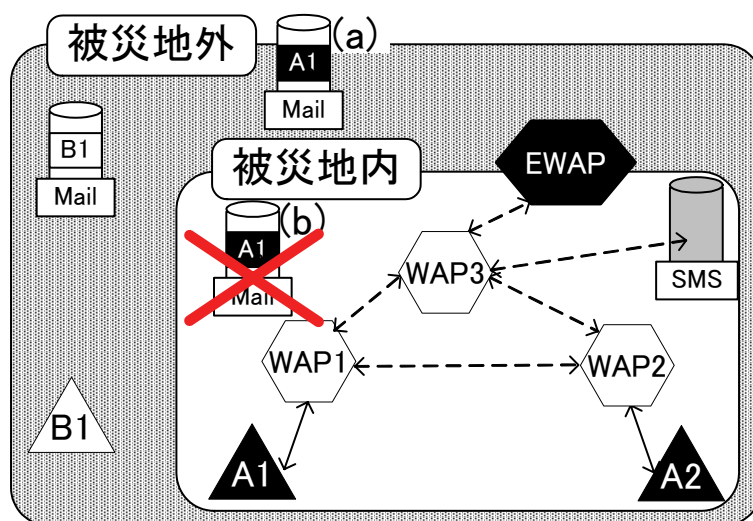 被災地外
(a)
A1
Mail
B1
Mail
被災地内
EWAP
(b)
A1
Mail
WAP3
SMS
WAP1
WAP2
B1
A1
A2